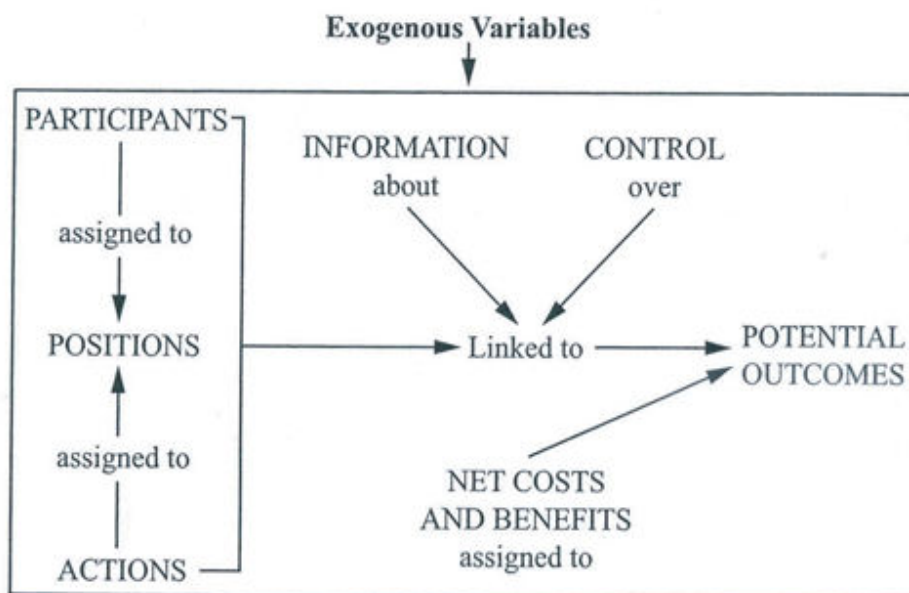 Exogenous Variables
PARTICIPANTS
assigned to
POSITIONS
assigned to
ACTIONS
INFORMATION
about
CONTROL
over
Linked to
POTENTIAL
OUTCOMES
NET COSTS
AND BENEFITS
assigned to